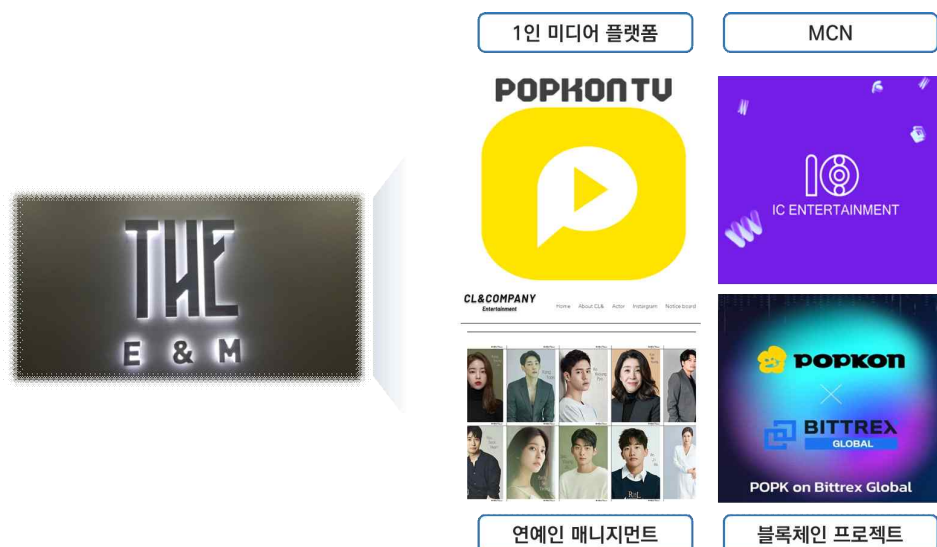 1인 미디어 플랫폼
MCN
POPKON TV
IC ENTERTAINMENT
THE
E & M
CL&COMPANY
Entertainment
Home About CL& Actor Instargram Notice board
POPKON
BITTREX
GLOBAL
POPK on Bittrex Global
연예인 매니지먼트
블록체인 프로젝트